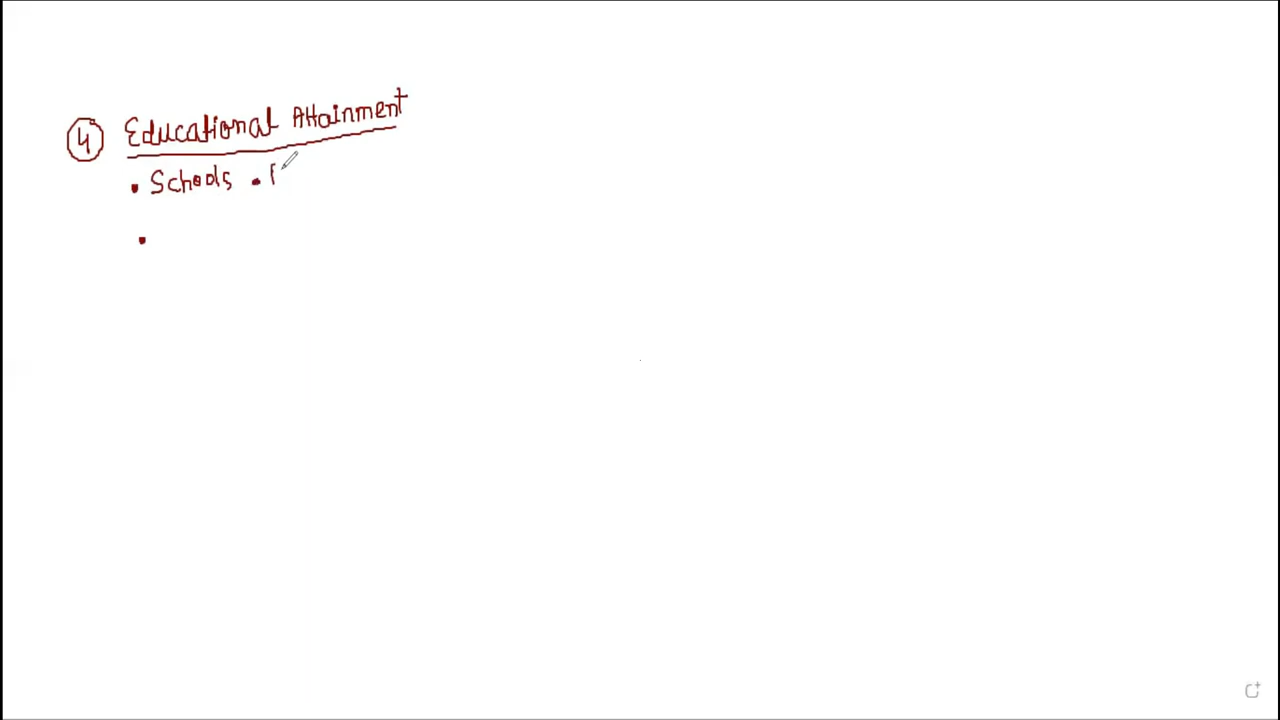 ④ Educational Attainment
• Schools •
•